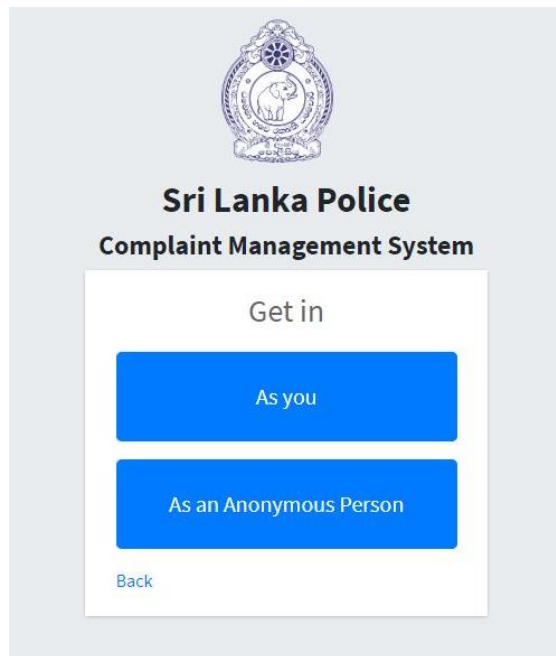 Sri Lanka Police
Complaint Management System
Get in
As you
As an Anonymous Person
Back